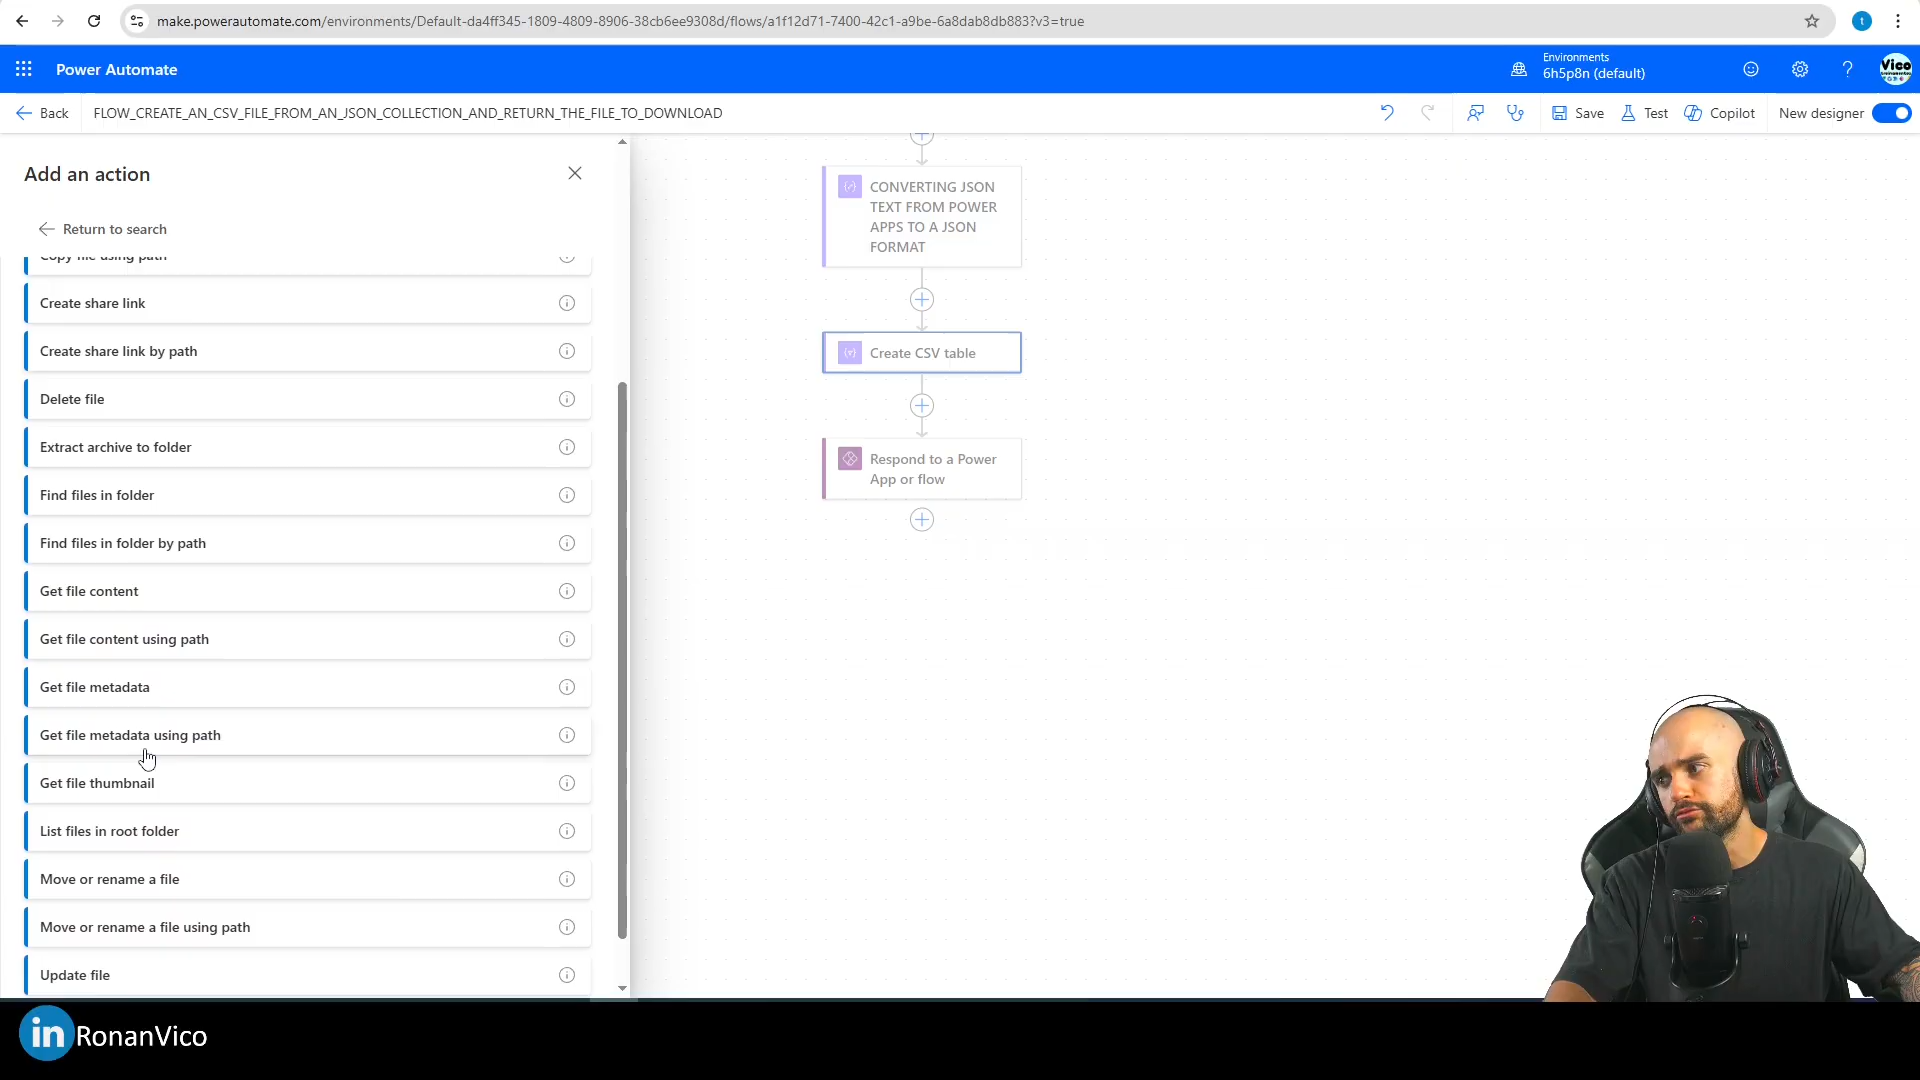 make.powerautomate.com/environments/Default-da4ff345-1809-4809-8906-38cb6ee9308d/flows/a1f12d71-7400-42c1-a9be-6a8dab8db883?v3=true
t
Power Automate
Environments
6h5p8n (default)
Vico
Back
FLOW_CREATE_AN_CSV_FILE_FROM_AN_JSON_COLLECTION_AND_RETURN_THE_FILE_TO_DOWNLOAD
Save
Test
Copilot
New designer
Add an action
Return to search
Copy file using path
Create share link
Create share link by path
Delete file
Extract archive to folder
Find files in folder
Find files in folder by path
Get file content
Get file content using path
Get file metadata
Get file metadata using path
Get file thumbnail
List files in root folder
Move or rename a file
Move or rename a file using path
Update file
CONVERTING JSON
TEXT FROM POWER
APPS TO A JSON
FORMAT
Create CSV table
Respond to a Power
App or flow
in RonanVico